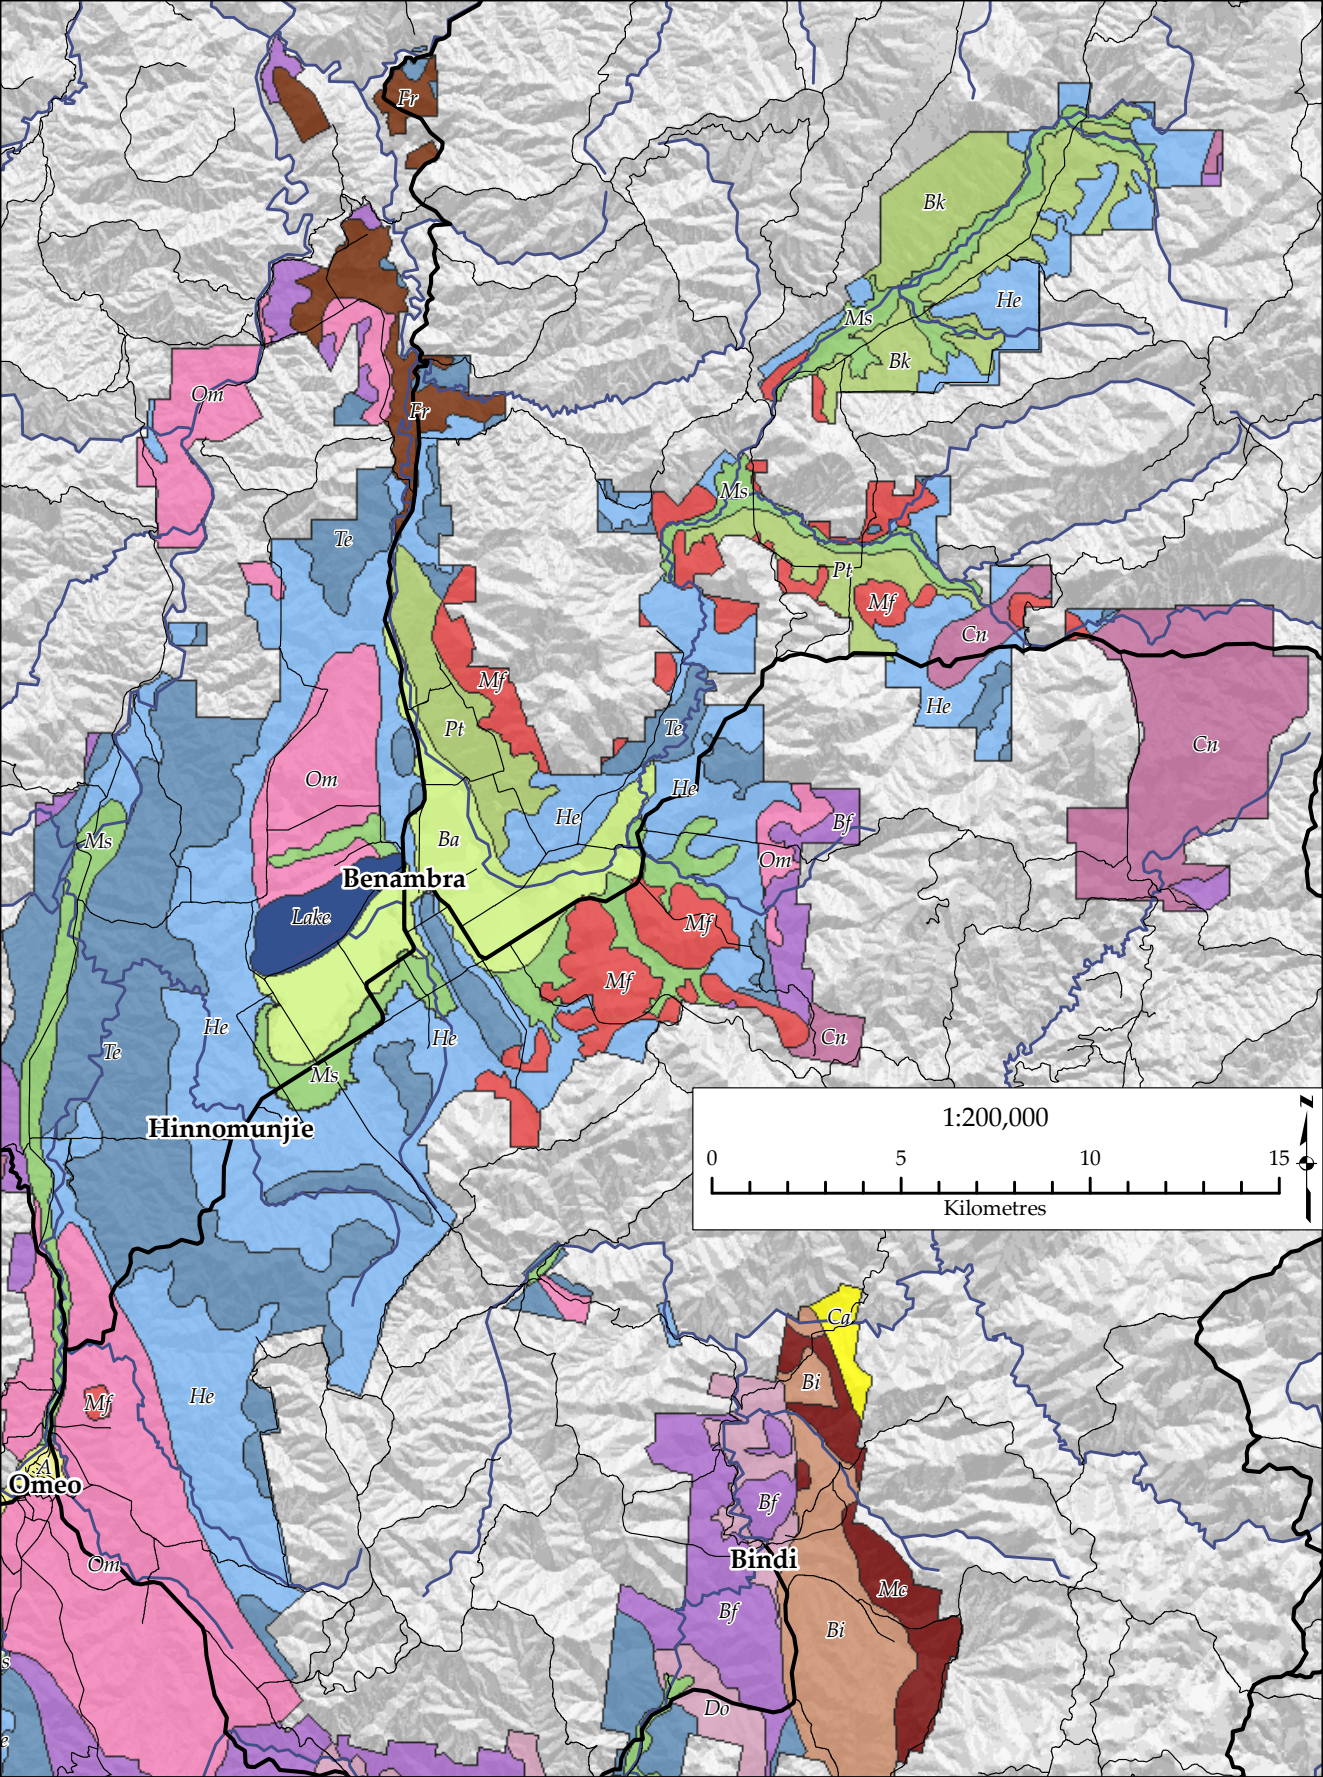 Fr
Bk
He
Ms
Bk
Om
Fr
Ms
Te
Pt
Mf
Cn
Mf
He
Te
Pt
Cn
Om
He
He
Bf
Ba
Ms
Om
Benambra
Lake
Mf
Mf
He
He
Cn
Te
Ms
Hinnomunjie
1:200,000
z
0 5 10 15
Kilometres
Ca
Bi
He
Mf
A
Omeo
Bf
Bindi
Om
Mc
Bf
Bi
s
Do
e